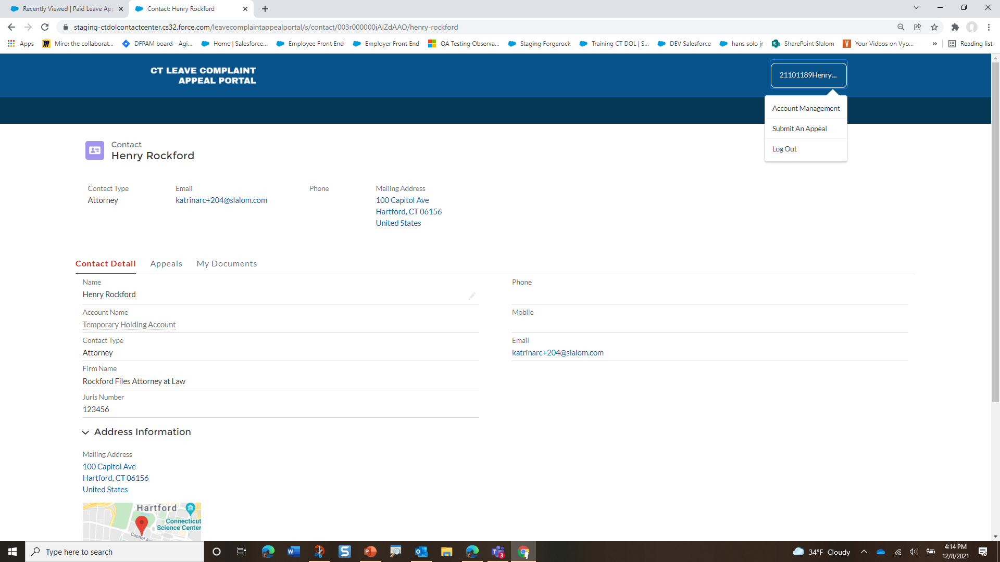 Recently Viewed | Paid Leave App
Contact: Henry Rockford
staging-ctdolcontactcenter.cs32.force.com/leavecomplaintappealportal/s/contact/003r000000jAlZdAAO/henry-rockford
Apps
Miro: the collaborat...
DFPAM board - Agi...
Home | Salesforce...
Employee Front End
Employer Front End
QA Testing Observa...
Staging Forgerock
Training CT DOL | S...
DEV Salesforce
hans solo jr
SharePoint Slalom
Your Videos on Vyo...
»
Reading list
CT LEAVE COMPLAINT
APPEAL PORTAL
21101189Henry...
Account Management
Submit An Appeal
Log Out
Contact
Henry Rockford
Contact Type
Attorney
Email
katrinarc+204@slalom.com
Phone
Mailing Address
100 Capitol Ave
Hartford, CT 06156
United States
Contact Detail
Appeals
My Documents
Name
Henry Rockford
Phone
Account Name
Temporary Holding Account
Mobile
Contact Type
Attorney
Email
katrinarc+204@slalom.com
Firm Name
Rockford Files Attorney at Law
Juris Number
123456
Address Information
Mailing Address
100 Capitol Ave
Hartford, CT 06156
United States
Hartford
Connecticut
Science Center
Capitol Av
Type here to search
3
34°F Cloudy
4:14 PM
12/8/2021